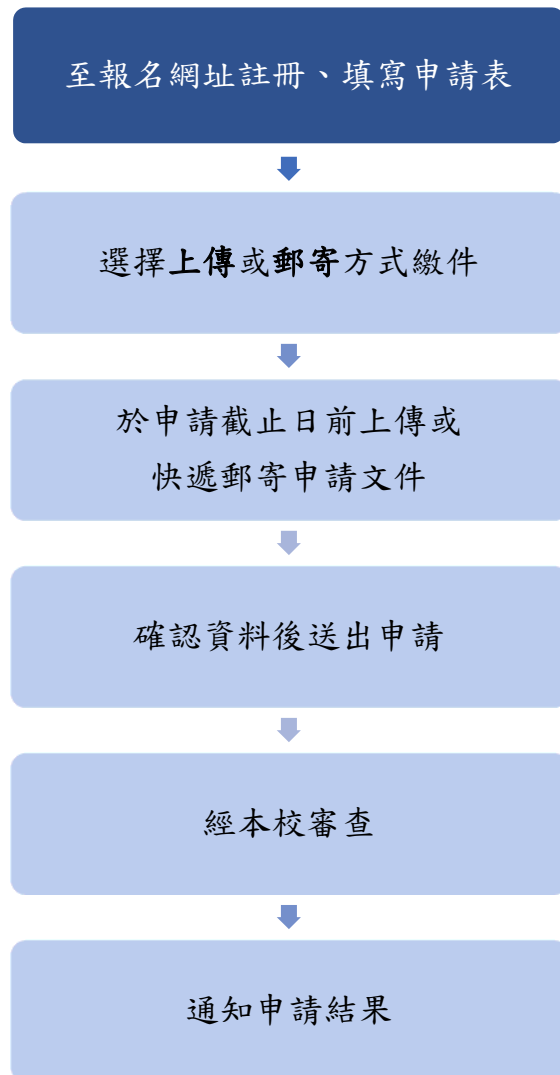 至報名網址註冊、填寫申請表
選擇上傳或郵寄方式繳件
於申請截止日前上傳或
快遞郵寄申請文件
確認資料後送出申請
經本校審查
通知申請結果